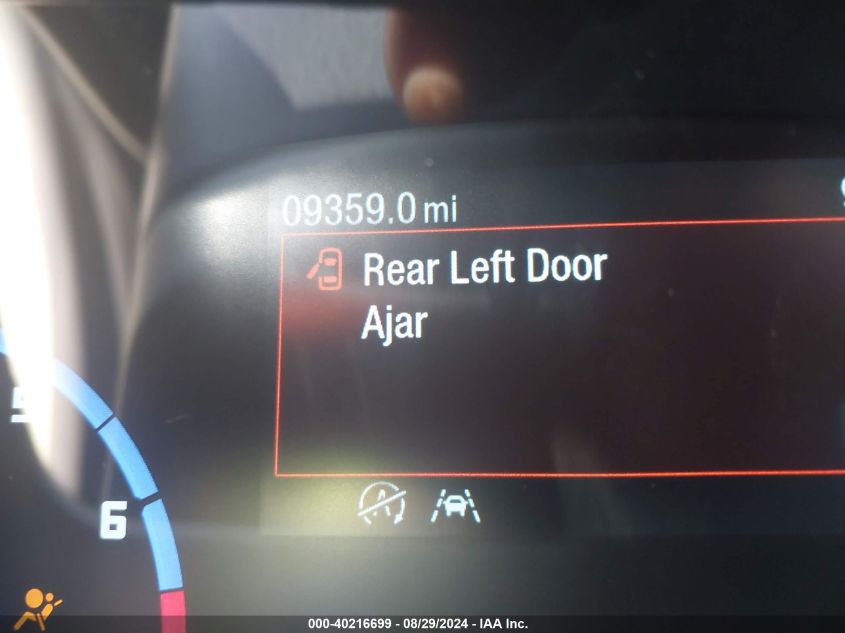 09359.0 mi
Rear Left Door
Ajar
A
6
000-40216699 - 08/29/2024 - IAA Inc.